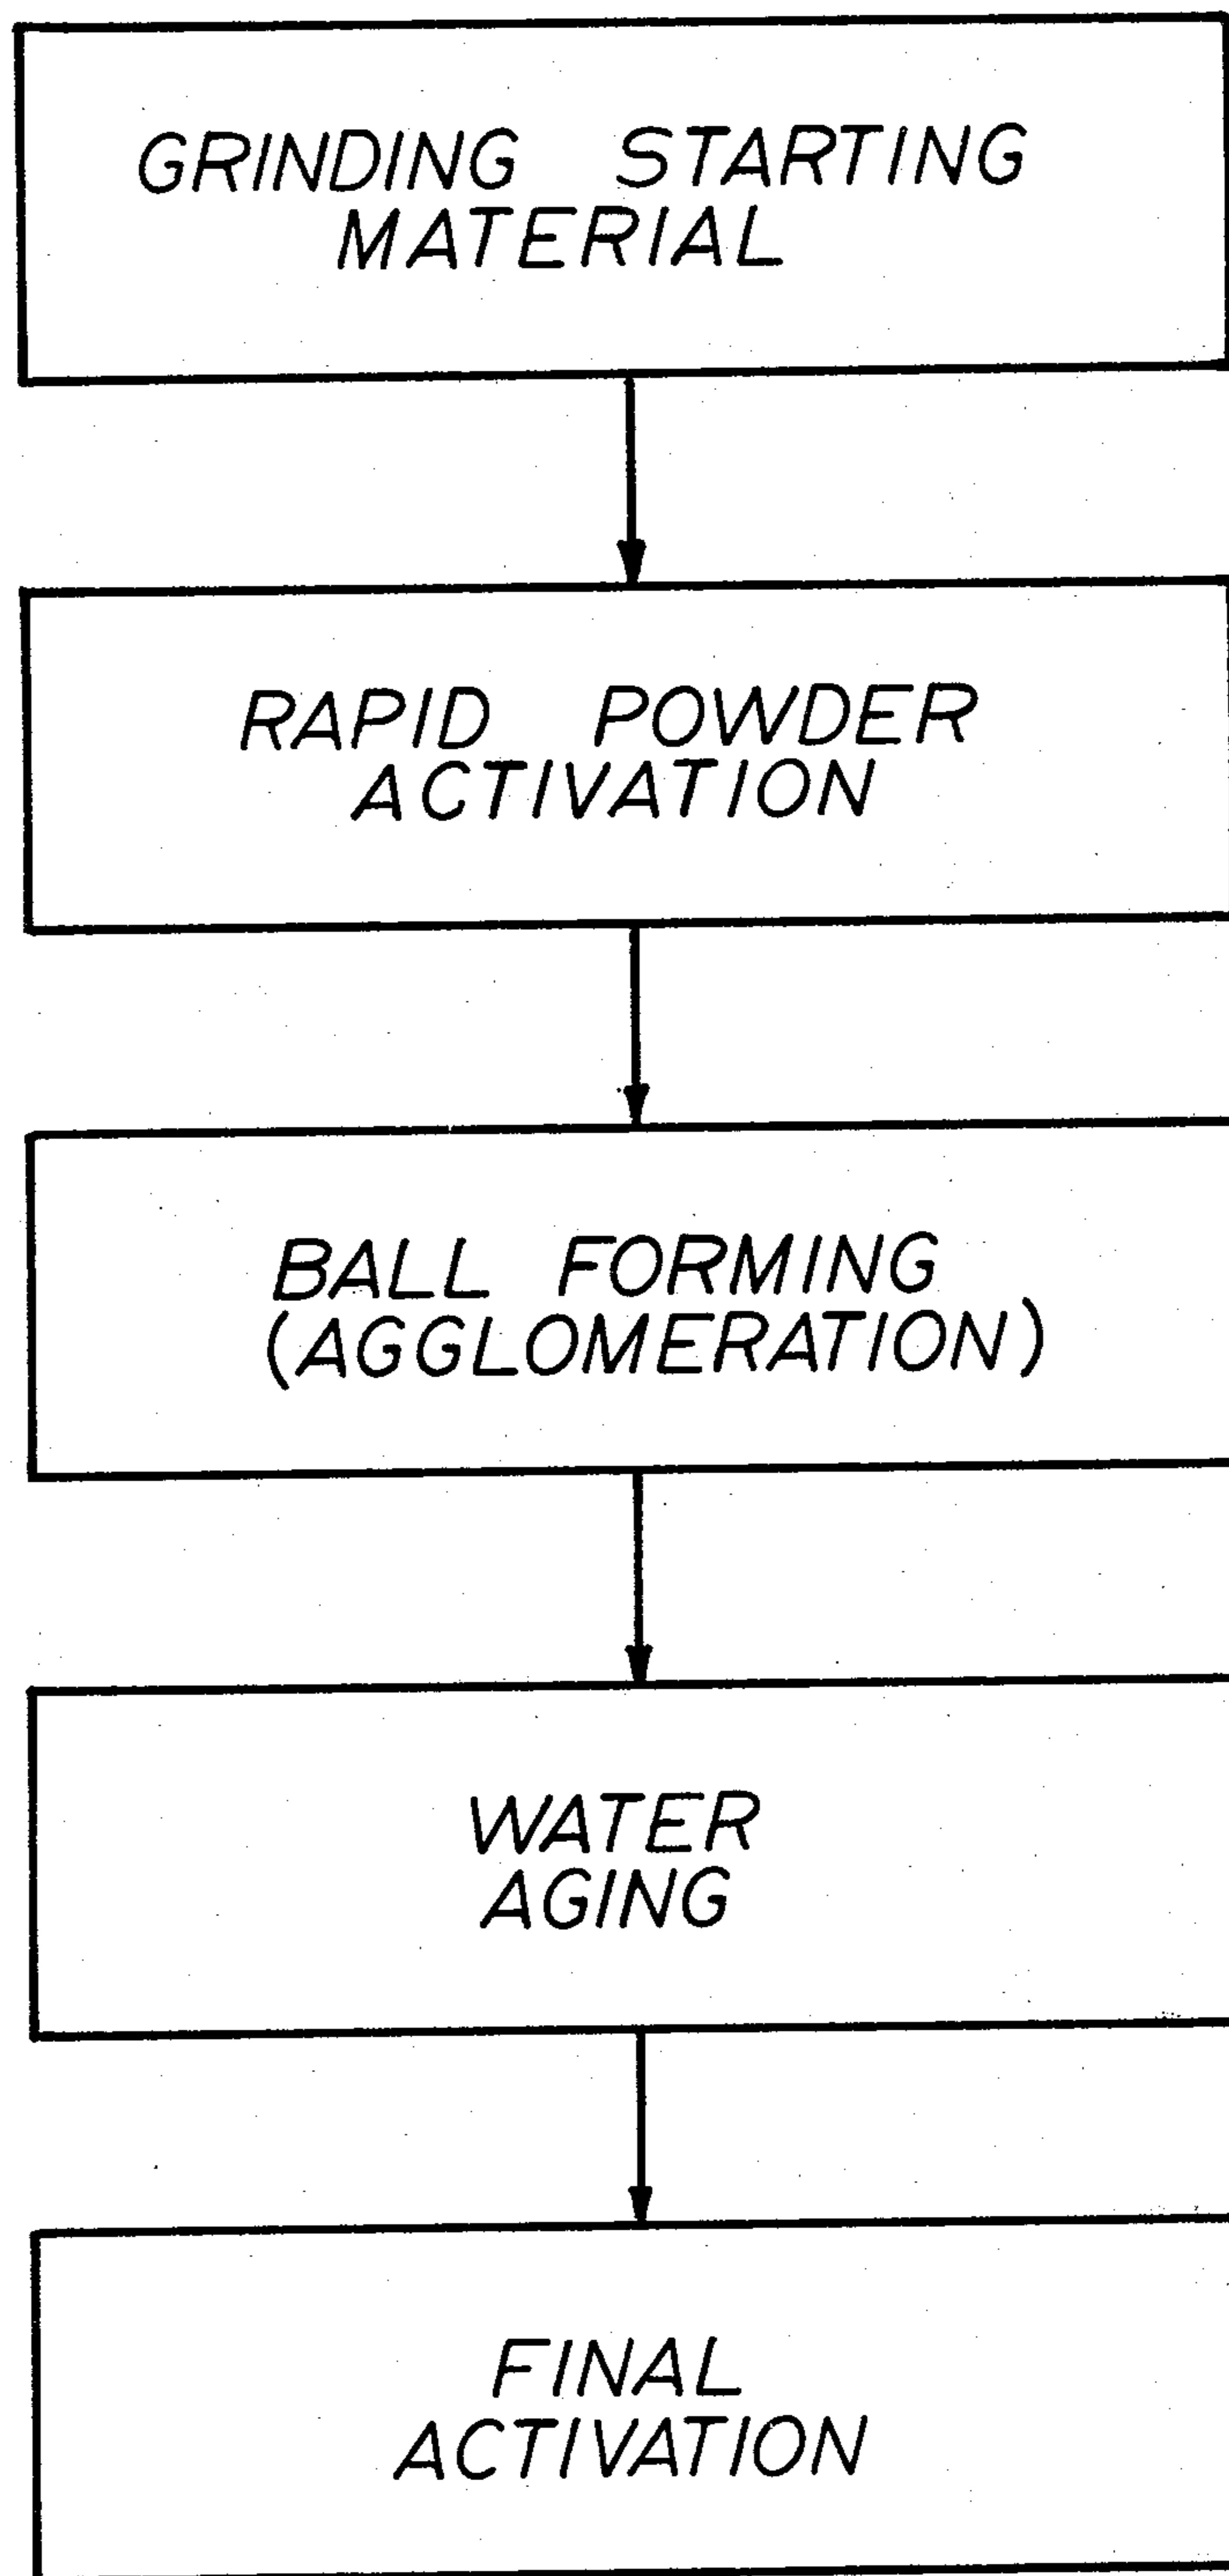 GRINDING STARTING
MATERIAL
RAPID POWDER
ACTIVATION
BALL FORMING
(AGGLOMERATION)
WATER
AGING
FINAL
ACTIVATION